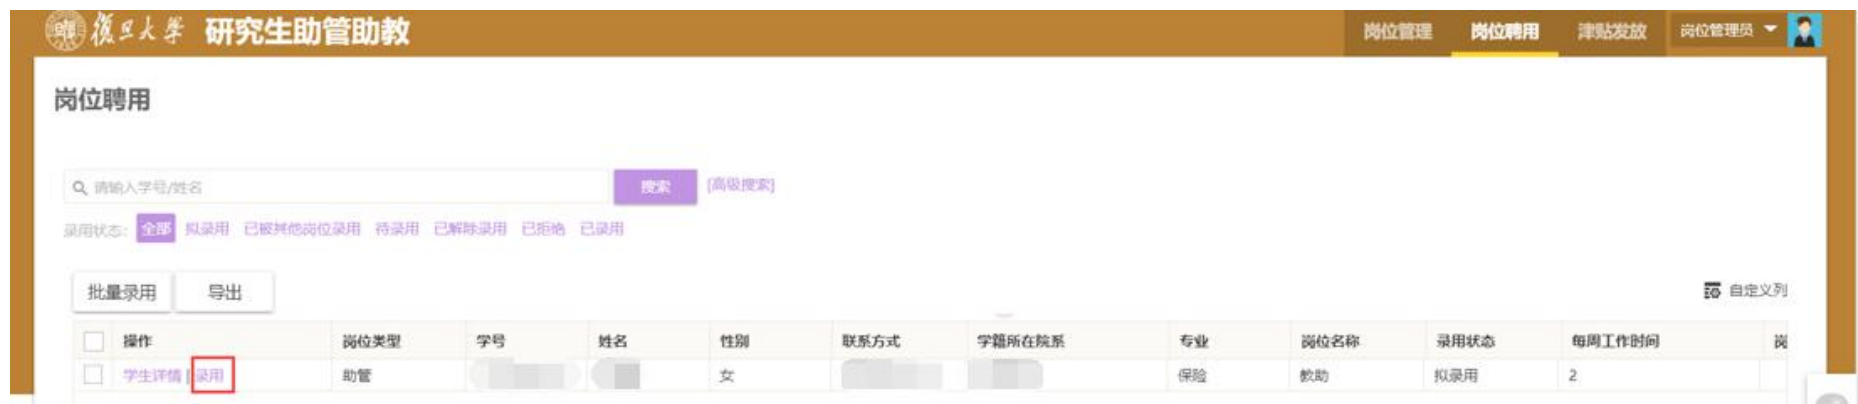 復旦大学 研究生助管助教 岗位管理 岗位聘用 津贴发放 岗位管理员
岗位聘用
请输入学号/姓名 搜索 [高级搜索]
录用状态: 全部 拟录用 已被其他岗位录用 待录用 已解除录用 已拒绝 已录用
批量录用 导出 自定义列
操作 岗位类型 学号 姓名 性别 联系方式 学籍所在院系 专业 岗位名称 录用状态 每周工作时间 岗
学生详情 | 录用 助管 女 保险 教助 拟录用 2